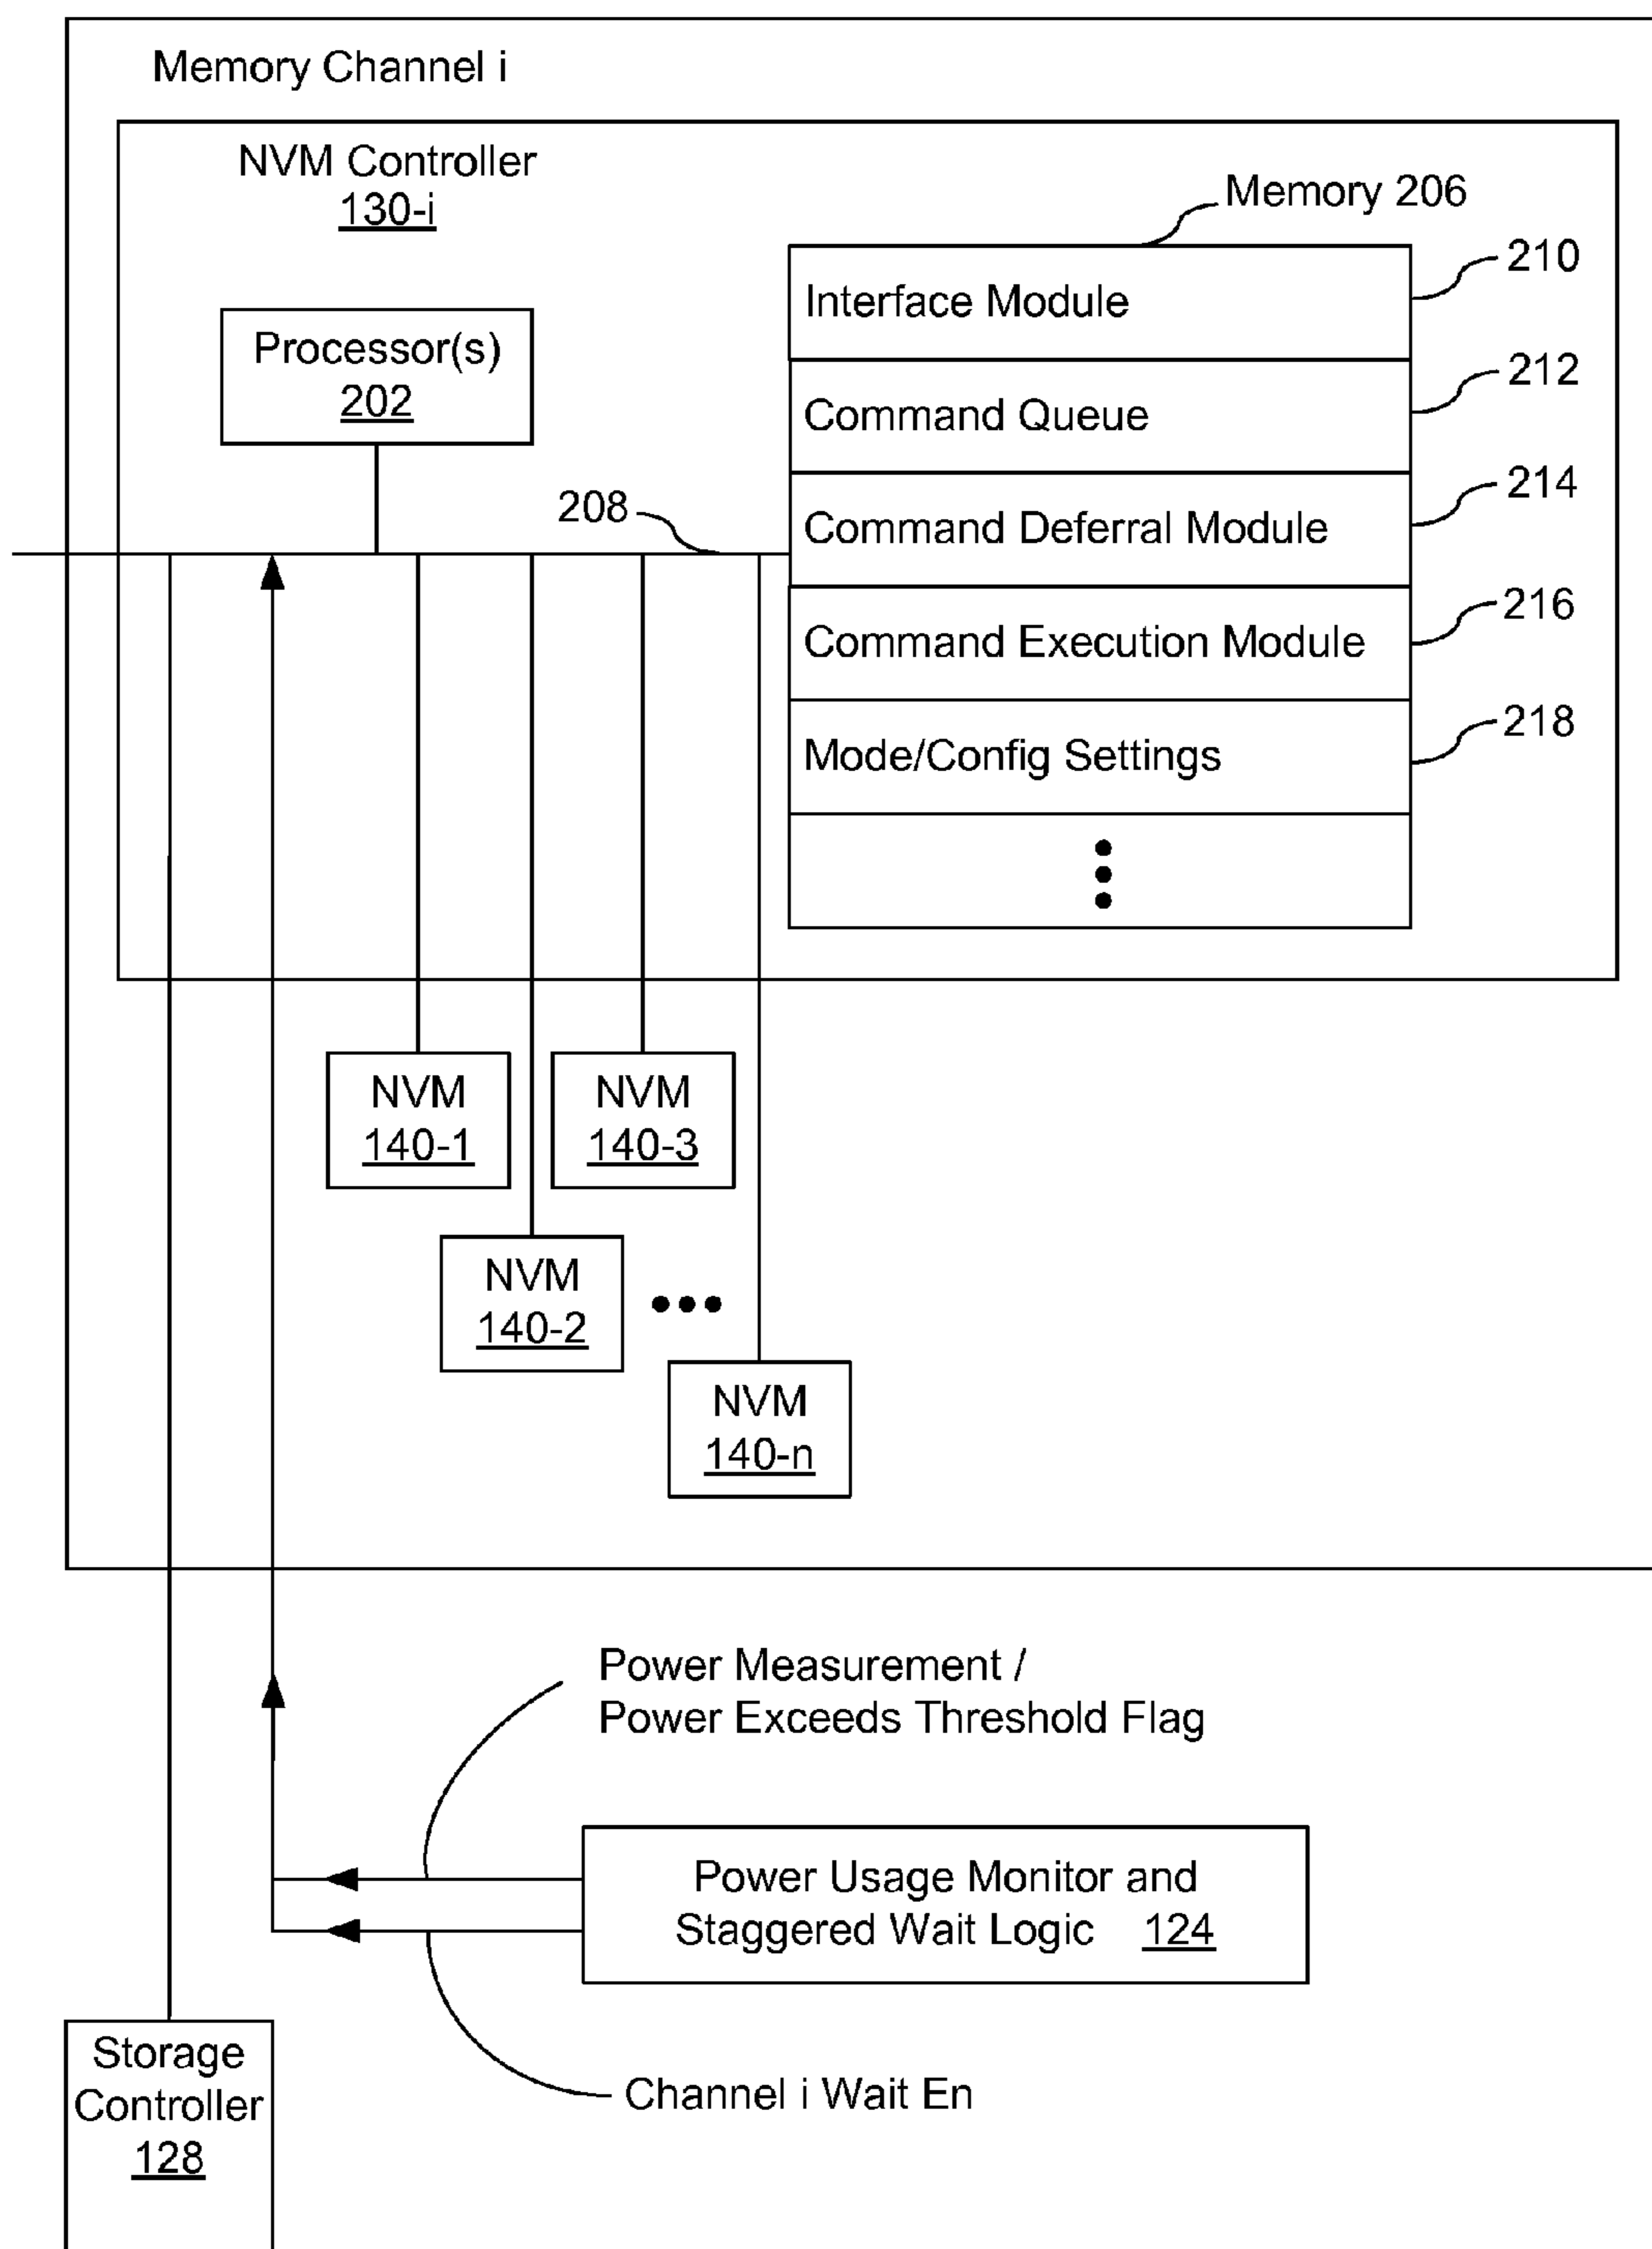 Memory Channel i
NVM Controller
130-i
Memory 206
Processor(s)
202
208
Interface Module
210
Command Queue
212
Command Deferral Module
214
Command Execution Module
216
Mode/Config Settings
218
NVM
140-1
NVM
140-3
NVM
140-2
NVM
140-n
Power Measurement /
Power Exceeds Threshold Flag
Power Usage Monitor and
Staggered Wait Logic 124
Channel i Wait En
Storage
Controller
128